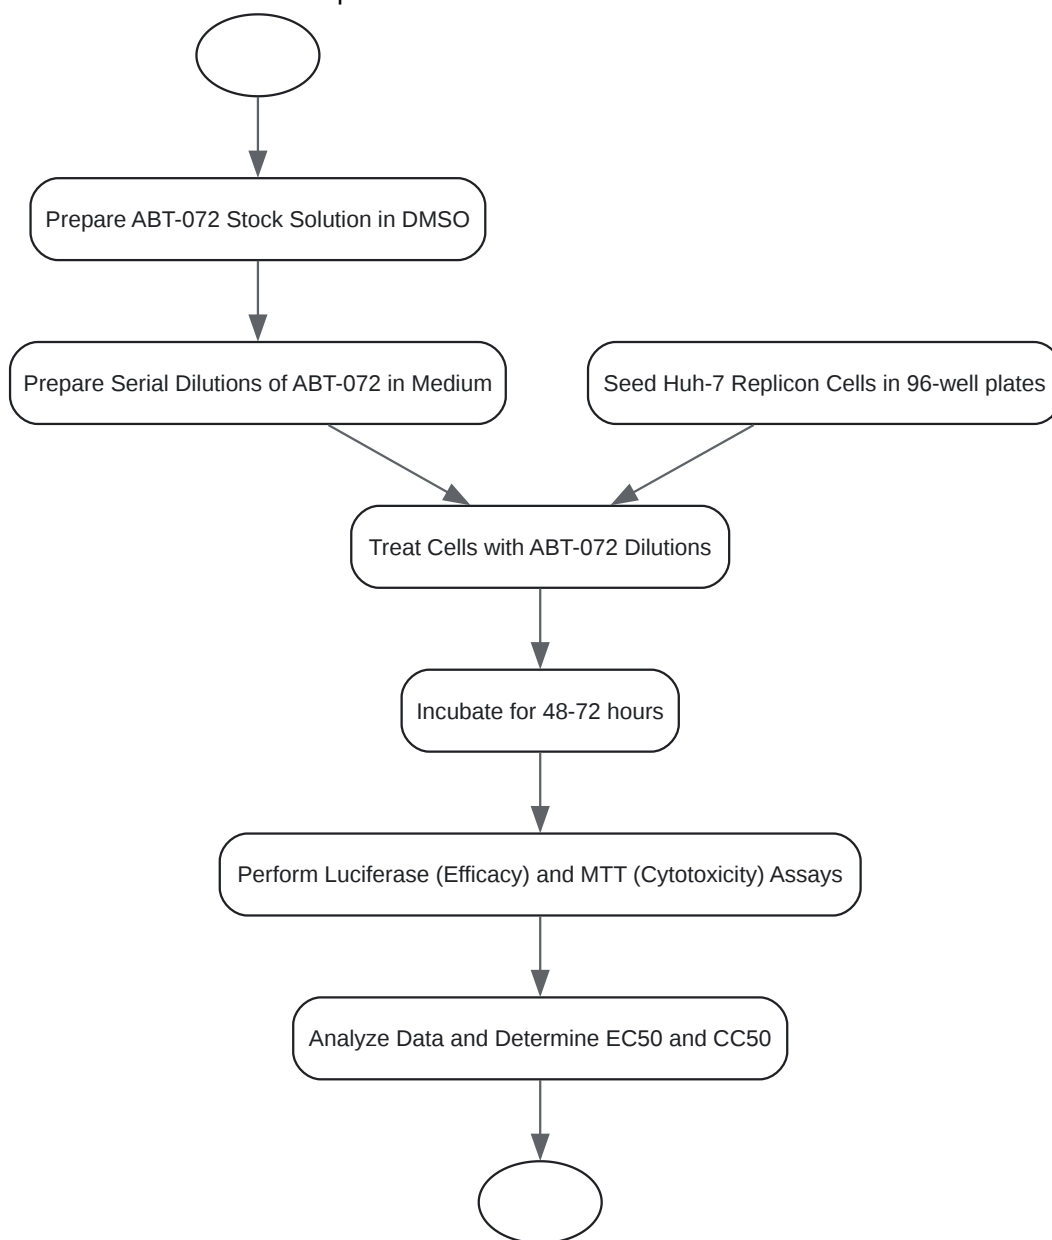 Prepare ABT-072 Stock Solution in DMSO
Prepare Serial Dilutions of ABT-072 in Medium
Seed Huh-7 Replicon Cells in 96-well plates
Treat Cells with ABT-072 Dilutions
Incubate for 48-72 hours
Perform Luciferase (Efficacy) and MTT (Cytotoxicity) Assays
Analyze Data and Determine EC50 and CC50